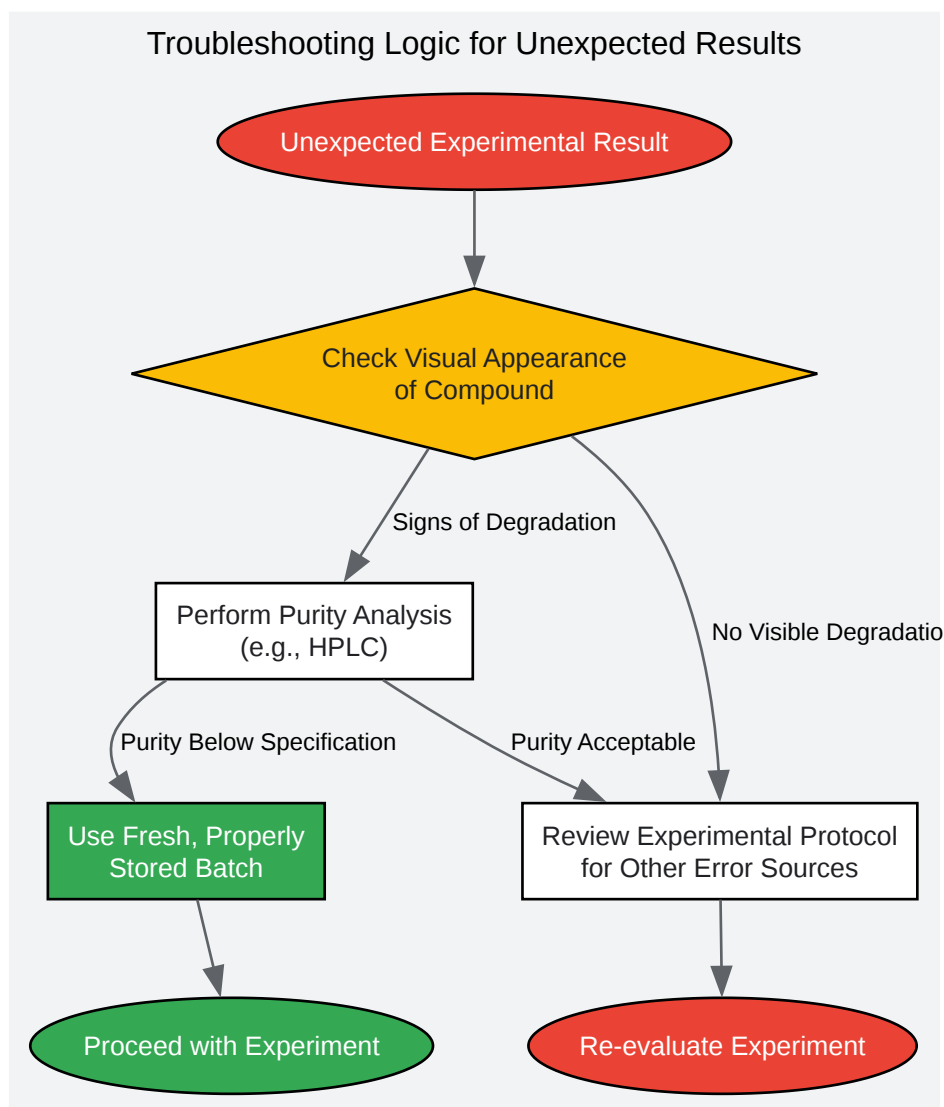 Troubleshooting Logic for Unexpected Results
Unexpected Experimental Result
Check Visual Appearance
of Compound
Signs of Degradation
Perform Purity Analysis
(e.g., HPLC)
No Visible Degradatio
Purity Below Specification
Purity Acceptable
Use Fresh, Properly
Stored Batch
Review Experimental Protocol
for Other Error Sources
Proceed with Experiment
Re-evaluate Experiment